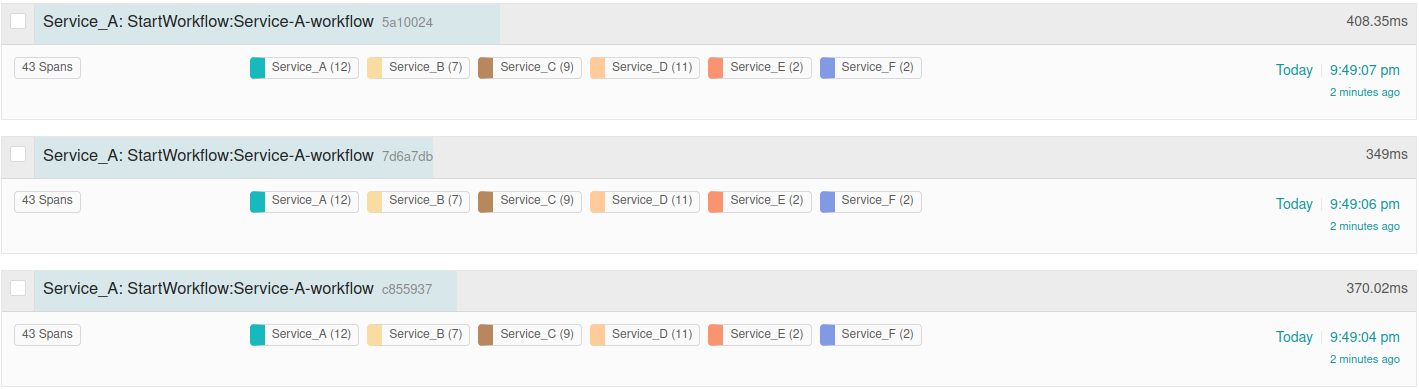 Service_A: StartWorkflow:Service-A-workflow 5a10024 408.35ms
43 Spans Service_A (12) Service_B (7) Service_C (9) Service_D (11) Service_E (2) Service_F (2) Today 9:49:07 pm
2 minutes ago
Service_A: StartWorkflow:Service-A-workflow 7d6a7db 349ms
43 Spans Service_A (12) Service_B (7) Service_C (9) Service_D (11) Service_E (2) Service_F (2) Today 9:49:06 pm
2 minutes ago
Service_A: StartWorkflow:Service-A-workflow c855937 370.02ms
43 Spans Service_A (12) Service_B (7) Service_C (9) Service_D (11) Service_E (2) Service_F (2) Today 9:49:04 pm
2 minutes ago